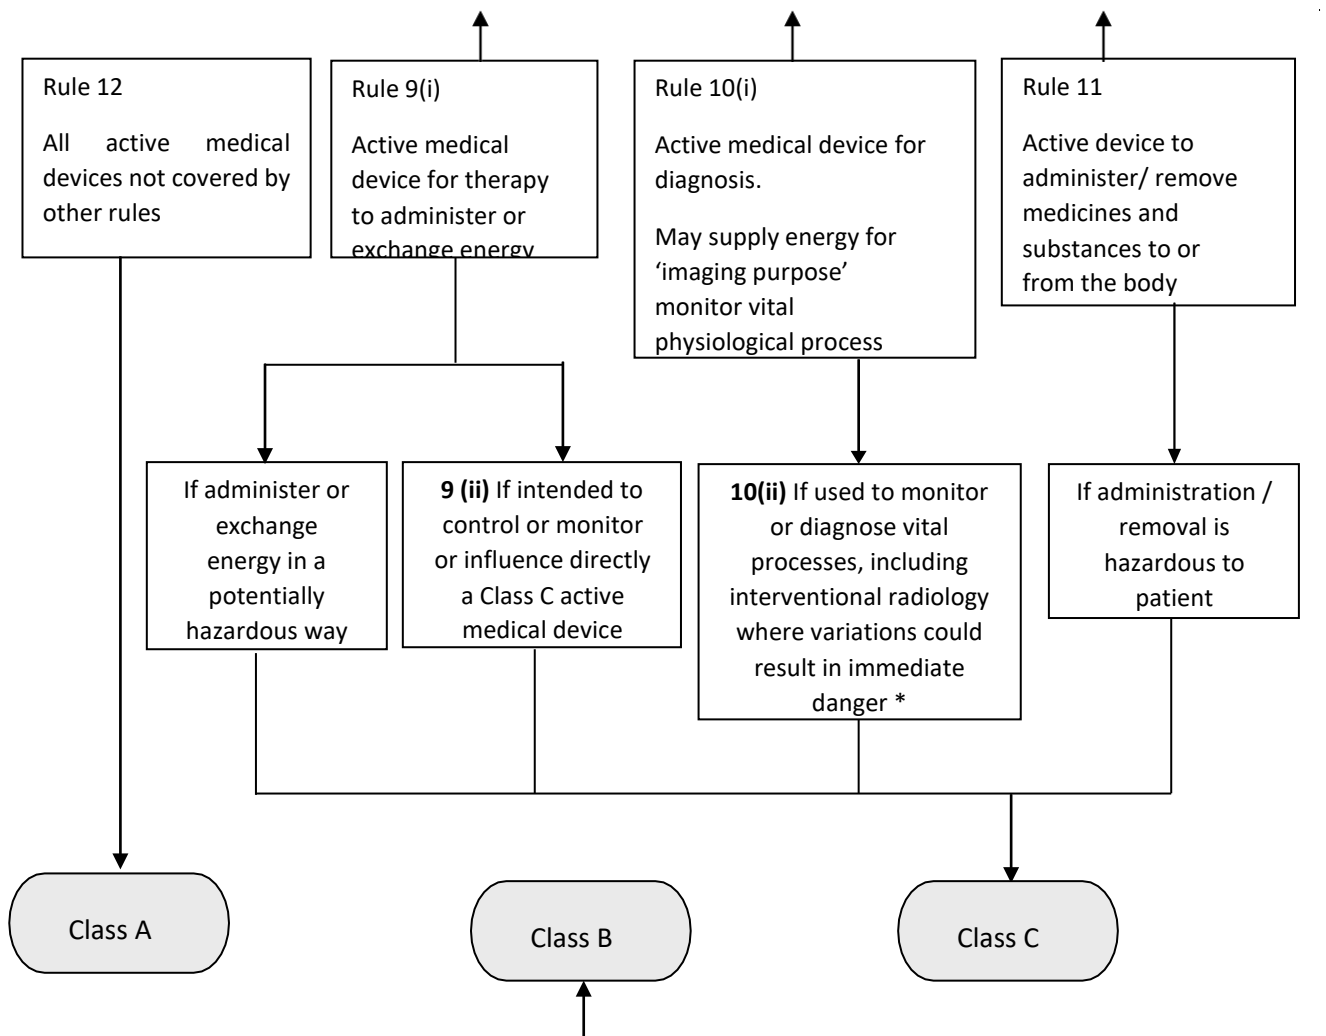 Rule 12
All active medical
devices not covered by
other rules
Rule 9(i)
Active medical
device for therapy
to administer or
exchange energy
Rule 10(i)
Active medical device for
diagnosis.
May supply energy for
‘imaging purpose’
monitor vital
physiological process
Rule 11
Active device to
administer/ remove
medicines and
substances to or
from the body
If administer or
exchange
energy in a
potentially
hazardous way
9 (ii) If intended to
control or monitor
or influence directly
a Class C active
medical device
10(ii) If used to monitor
or diagnose vital
processes, including
interventional radiology
where variations could
result in immediate
danger *
If administration /
removal is
hazardous to
patient
Class A
Class B
Class C